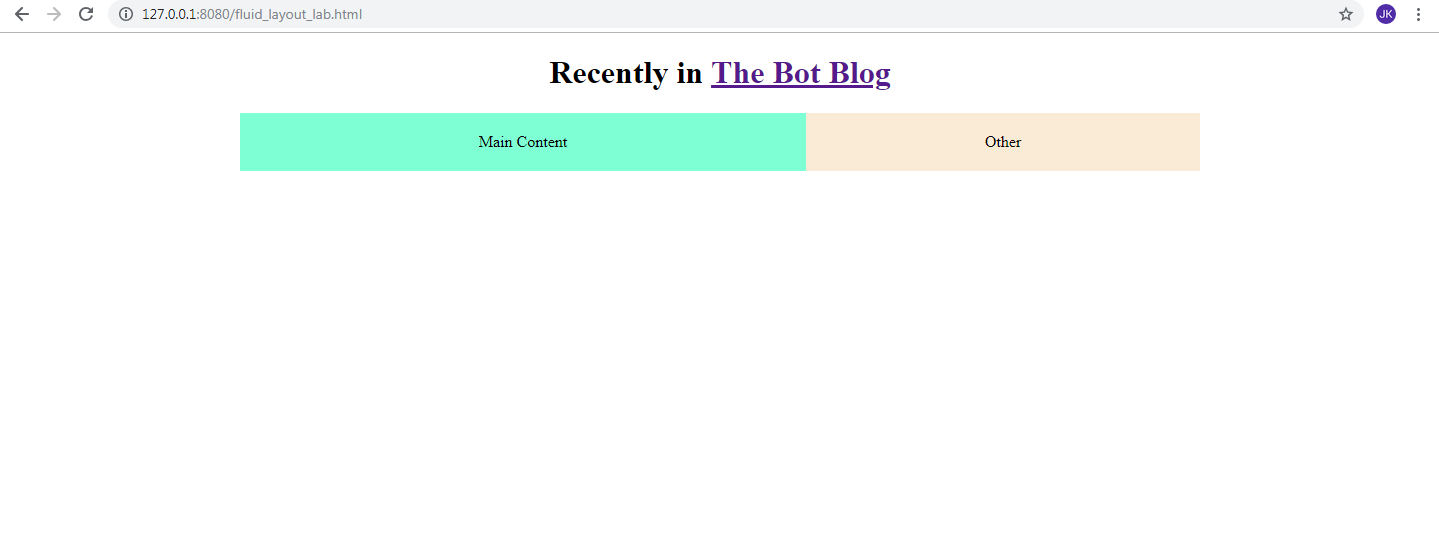 127.0.0.1:8080/fluid_layout_lab.html
JK
Recently in The Bot Blog
Main Content
Other